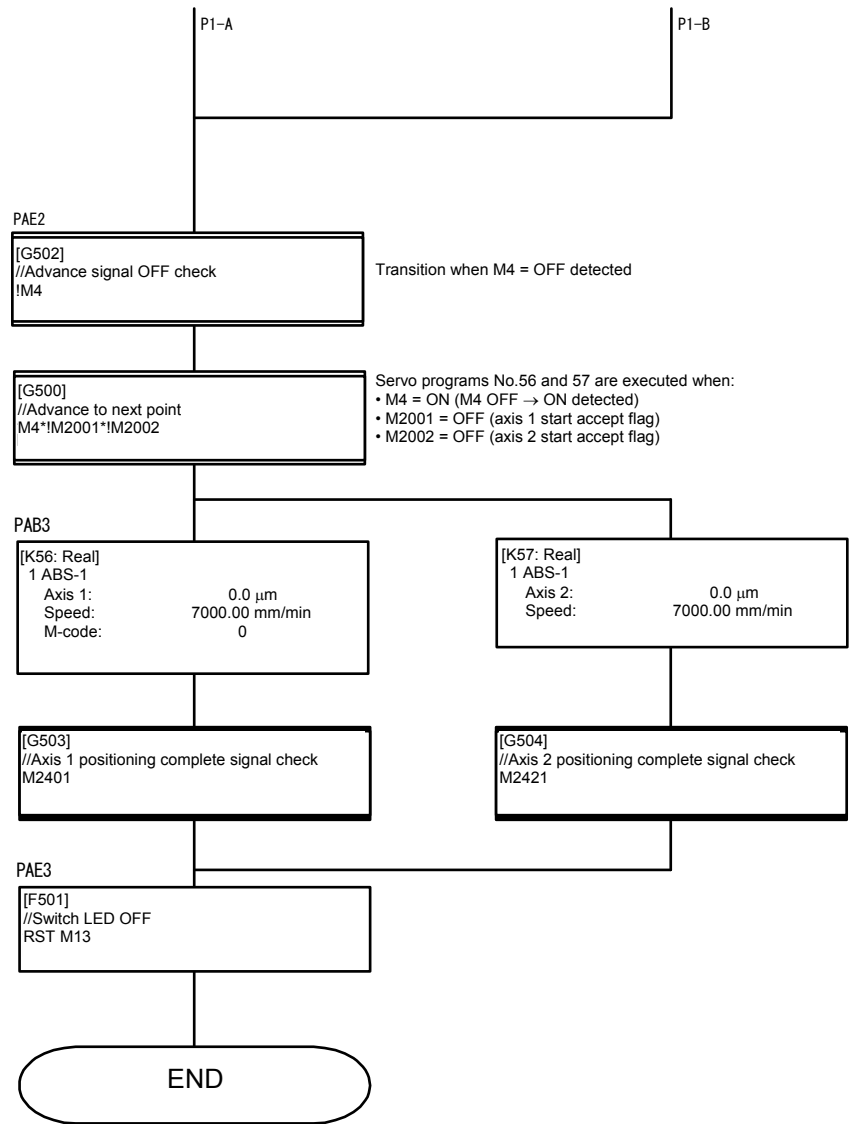 P1-A
P1-B
PAE2
[G502]
//Advance signal OFF check
!M4
Transition when M4 = OFF detected
[G500]
//Advance to next point
M4*!M2001*!M2002
Servo programs No.56 and 57 are executed when:
• M4 = ON (M4 OFF → ON detected)
• M2001 = OFF (axis 1 start accept flag)
• M2002 = OFF (axis 2 start accept flag)
PAB3
[K56: Real]
1 ABS-1
Axis 1: 0.0 μm
Speed: 7000.00 mm/min
M-code: 0
[K57: Real]
1 ABS-1
Axis 2: 0.0 μm
Speed: 7000.00 mm/min
[G503]
//Axis 1 positioning complete signal check
M2401
[G504]
//Axis 2 positioning complete signal check
M2421
PAE3
[F501]
//Switch LED OFF
RST M13
END